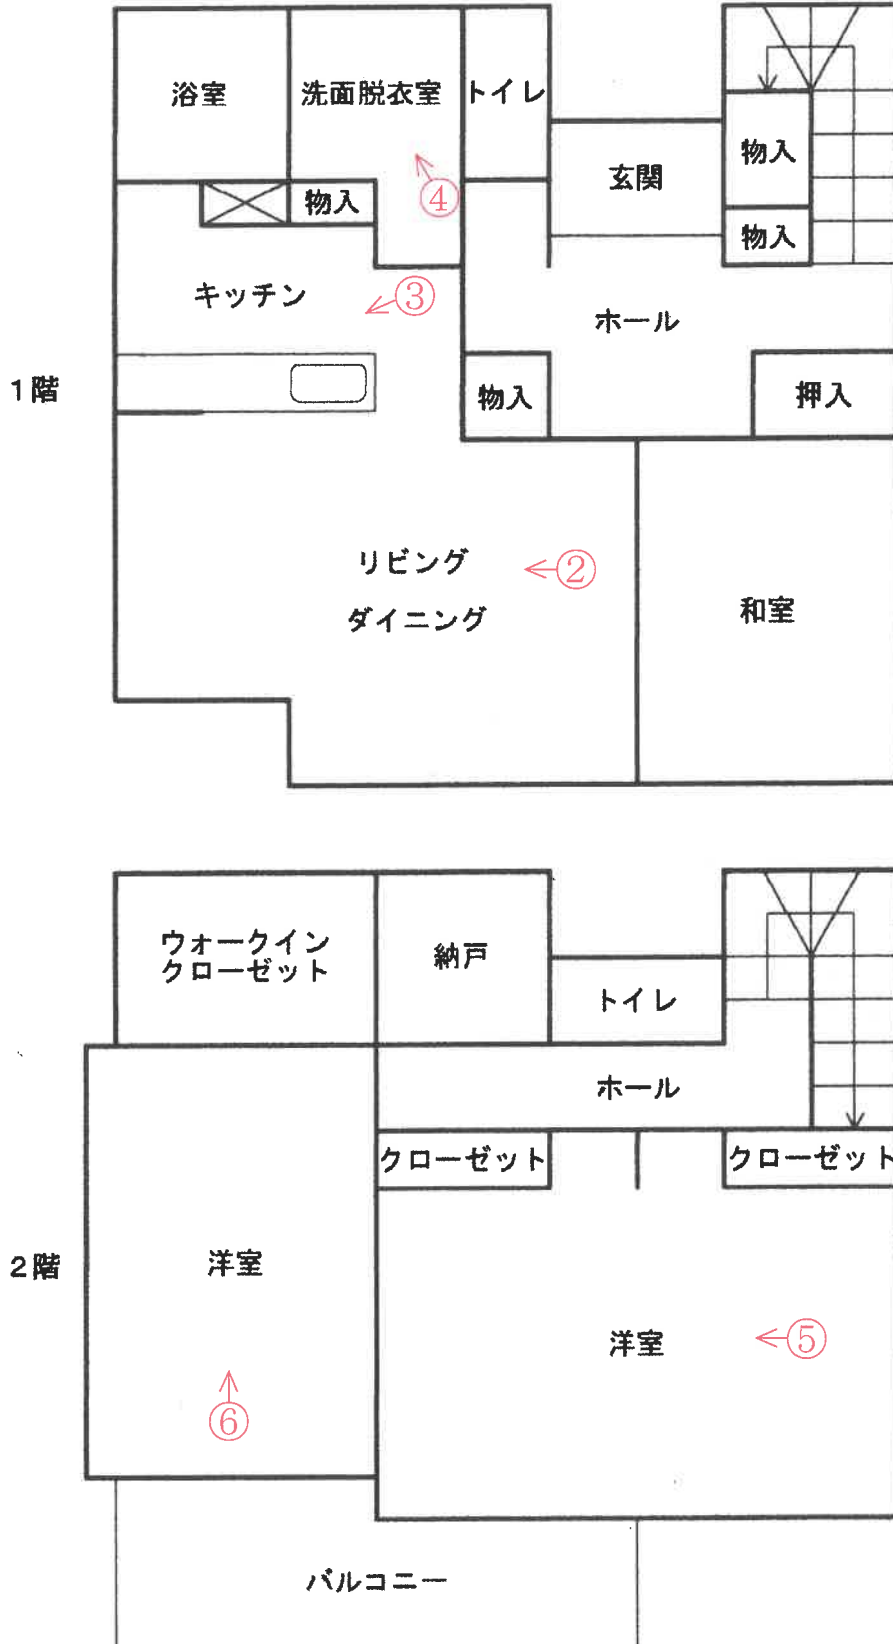 浴室
洗面脱衣室
トイレ
玄関
物入
物入
物入
④
キッチン
③
ホール
1階
物入
押入
リビング
ダイニング
②
和室
ウォークイン
クローゼット
納戸
トイレ
ホール
クローゼット
クローゼット
2階
洋室
洋室
⑤
⑥
バルコニー